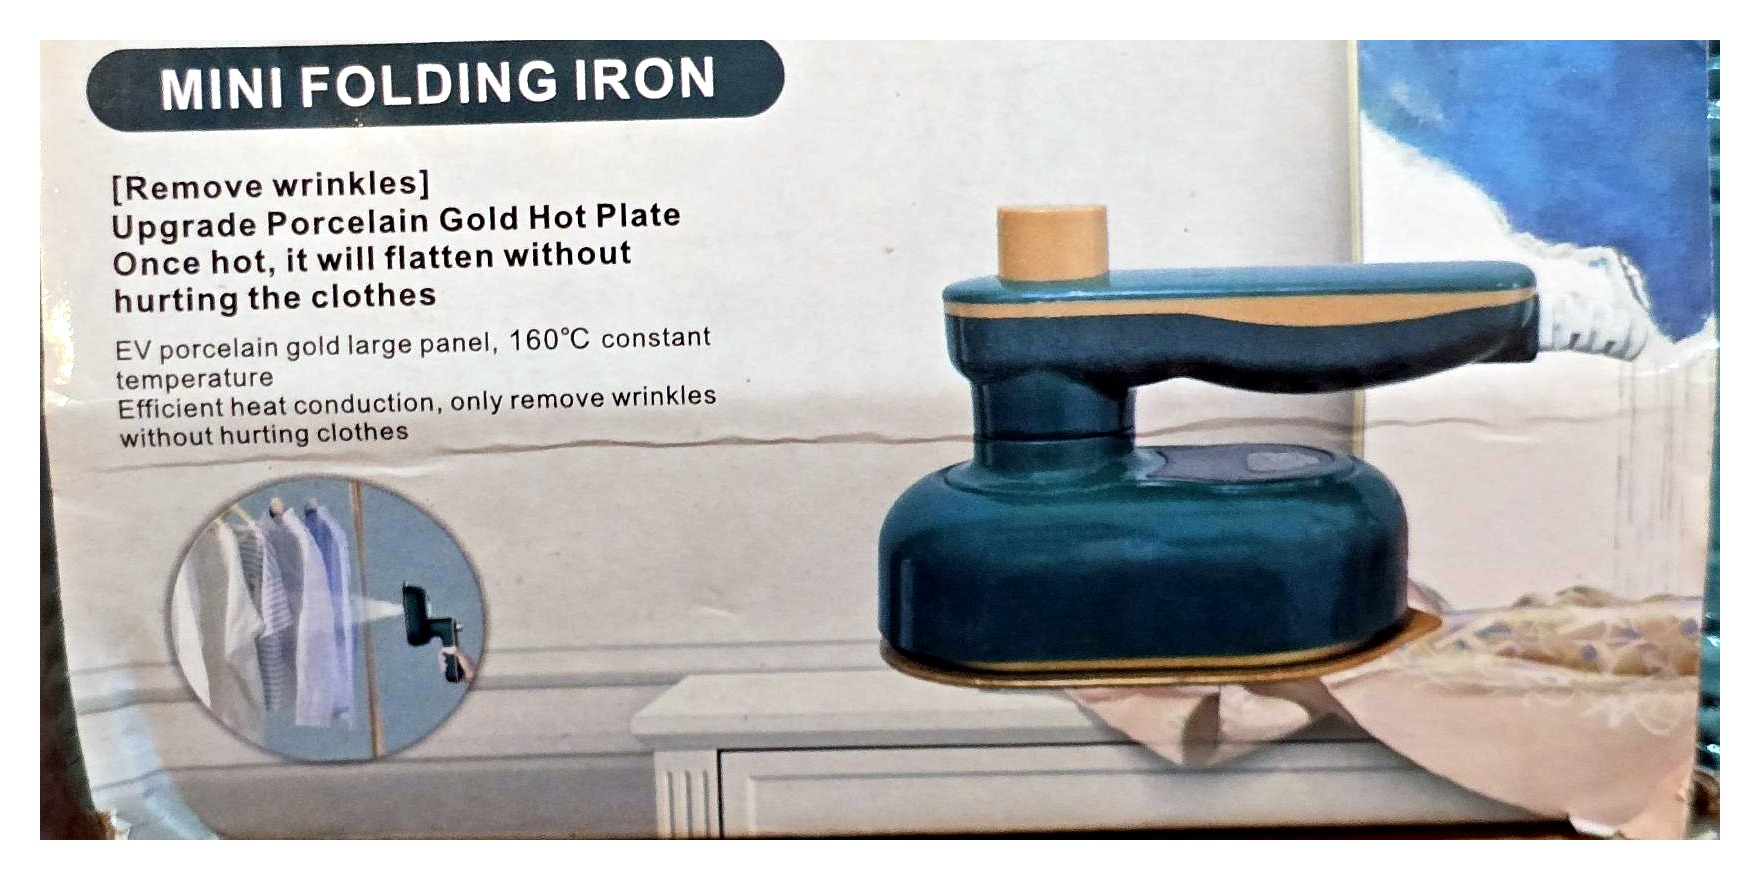 MINI FOLDING IRON
[Remove wrinkles]
Upgrade Porcelain Gold Hot Plate
Once hot, it will flatten without
hurting the clothes
EV porcelain gold large panel, 160℃ constant
temperature
Efficient heat conduction, only remove wrinkles
without hurting clothes